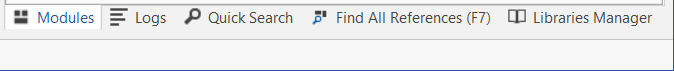 Modules Logs Quick Search Find All References (F7) Libraries Manager